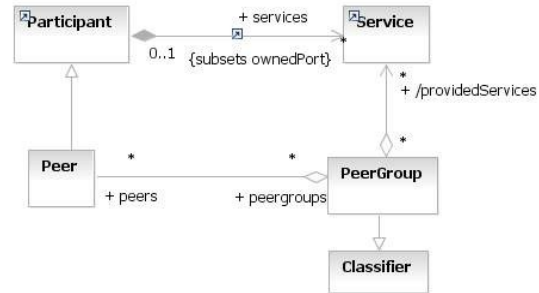 Participant
+ services
Service
0..1
{subsets ownedPort}
*
*
+ /providedServices
*
Peer
*
*
PeerGroup
+ peers
+ peergroups
Classifier